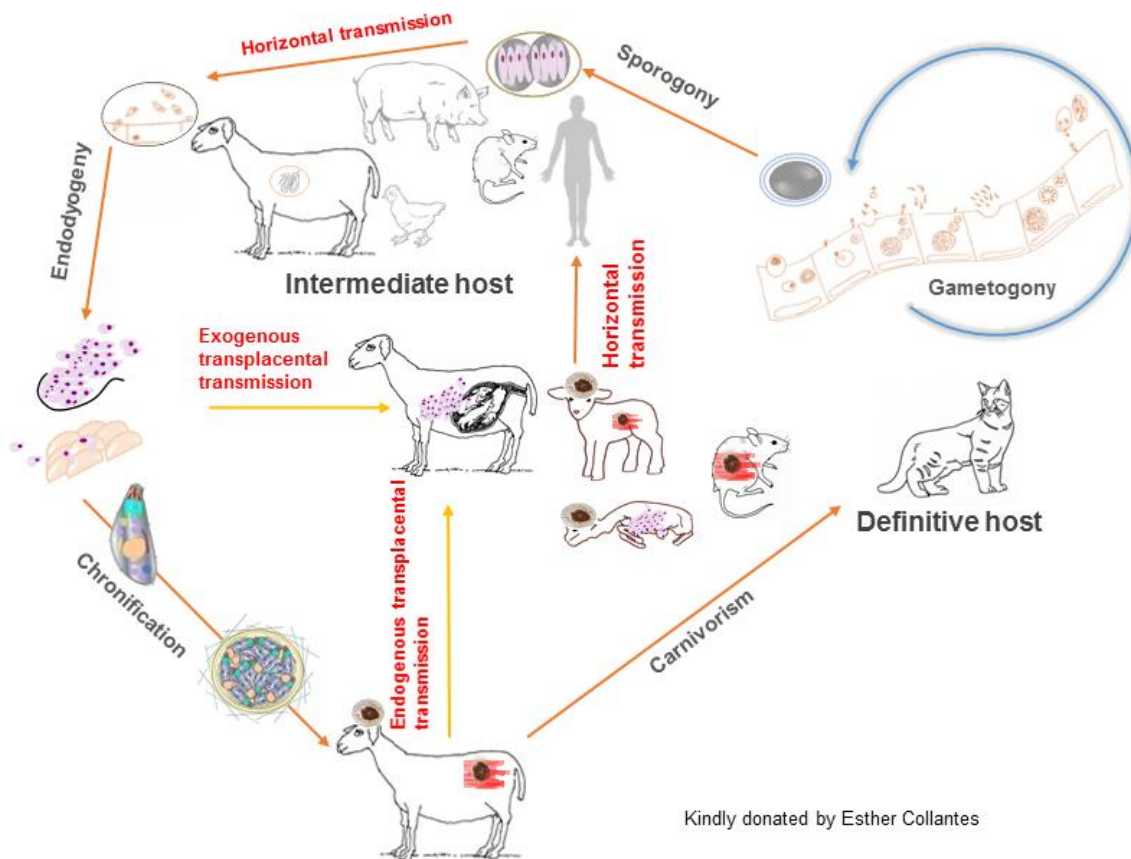 Horizontal transmission
Sporogony
Endodyogeny
Gametogony
Intermediate host
Exogenous
transplacental
transmission
Horizontal
transmission
Definitive host
Chronification
Endogenous transplacental
transmission
Carnivorism
Kindly donated by Esther Collantes